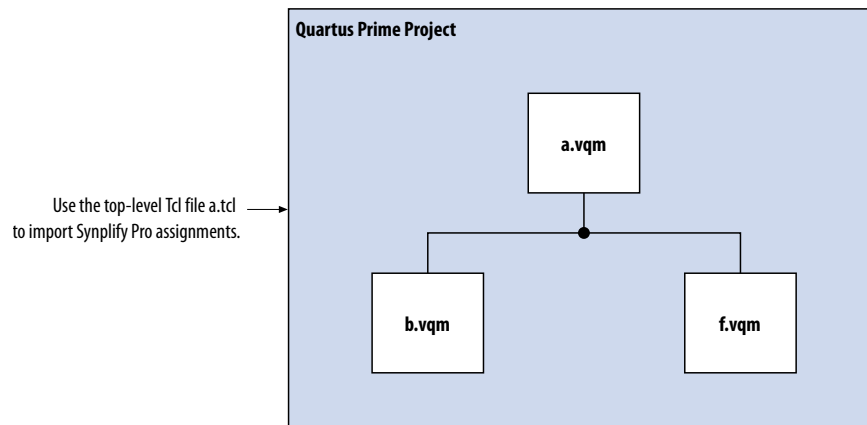 Quartus Prime Project
a.vqm
Use the top-level Tcl file a.tcl
to import Synplify Pro assignments.
b.vqm
f.vqm